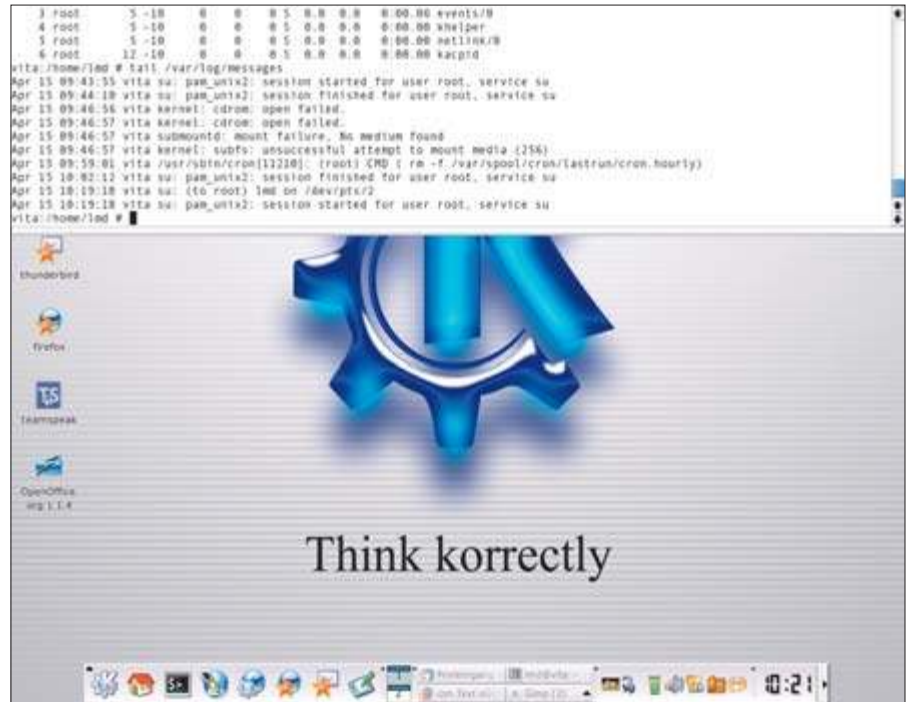 3 root 5 -10 0 0 0 S 0.0 0.0 0:00.06 events/0
4 root 5 -10 0 0 0 S 0.0 0.0 0:00.00 khelper
5 root 5 -10 0 0 0 S 0.0 0.0 0:00.00 netlink/0
6 root 12 -10 0 0 0 S 0.0 0.0 0:00.00 kacpid
vita:/home/lmd # tail /var/log/messages
Apr 15 09:43:55 vita su: pam_unix2: session started for user root, service su
Apr 15 09:44:10 vita su: pam_unix2: session finished for user root, service su
Apr 15 09:46:56 vita kernel: cdrom: open failed.
Apr 15 09:46:57 vita kernel: cdrom: open failed.
Apr 15 09:46:57 vita submountd: mount failure, No medium found
Apr 15 09:46:57 vita kernel: subfs: unsuccessful attempt to mount media (256)
Apr 15 09:59:01 vita /usr/sbin/cron[11210]: (root) CMD ( rm -f /var/spool/cron/lastrun/cron.hourly)
Apr 15 10:02:12 vita su: pam_unix2: session finished for user root, service su
Apr 15 10:19:18 vita su: (to root) lmd on /dev/pts/2
Apr 15 10:19:18 vita su: pam_unix2: session started for user root, service su
vita:/home/lmd #
thunderbird
firefox
teamspeak
OpenOffice
org 1.1.4
Think korrectly
10:21